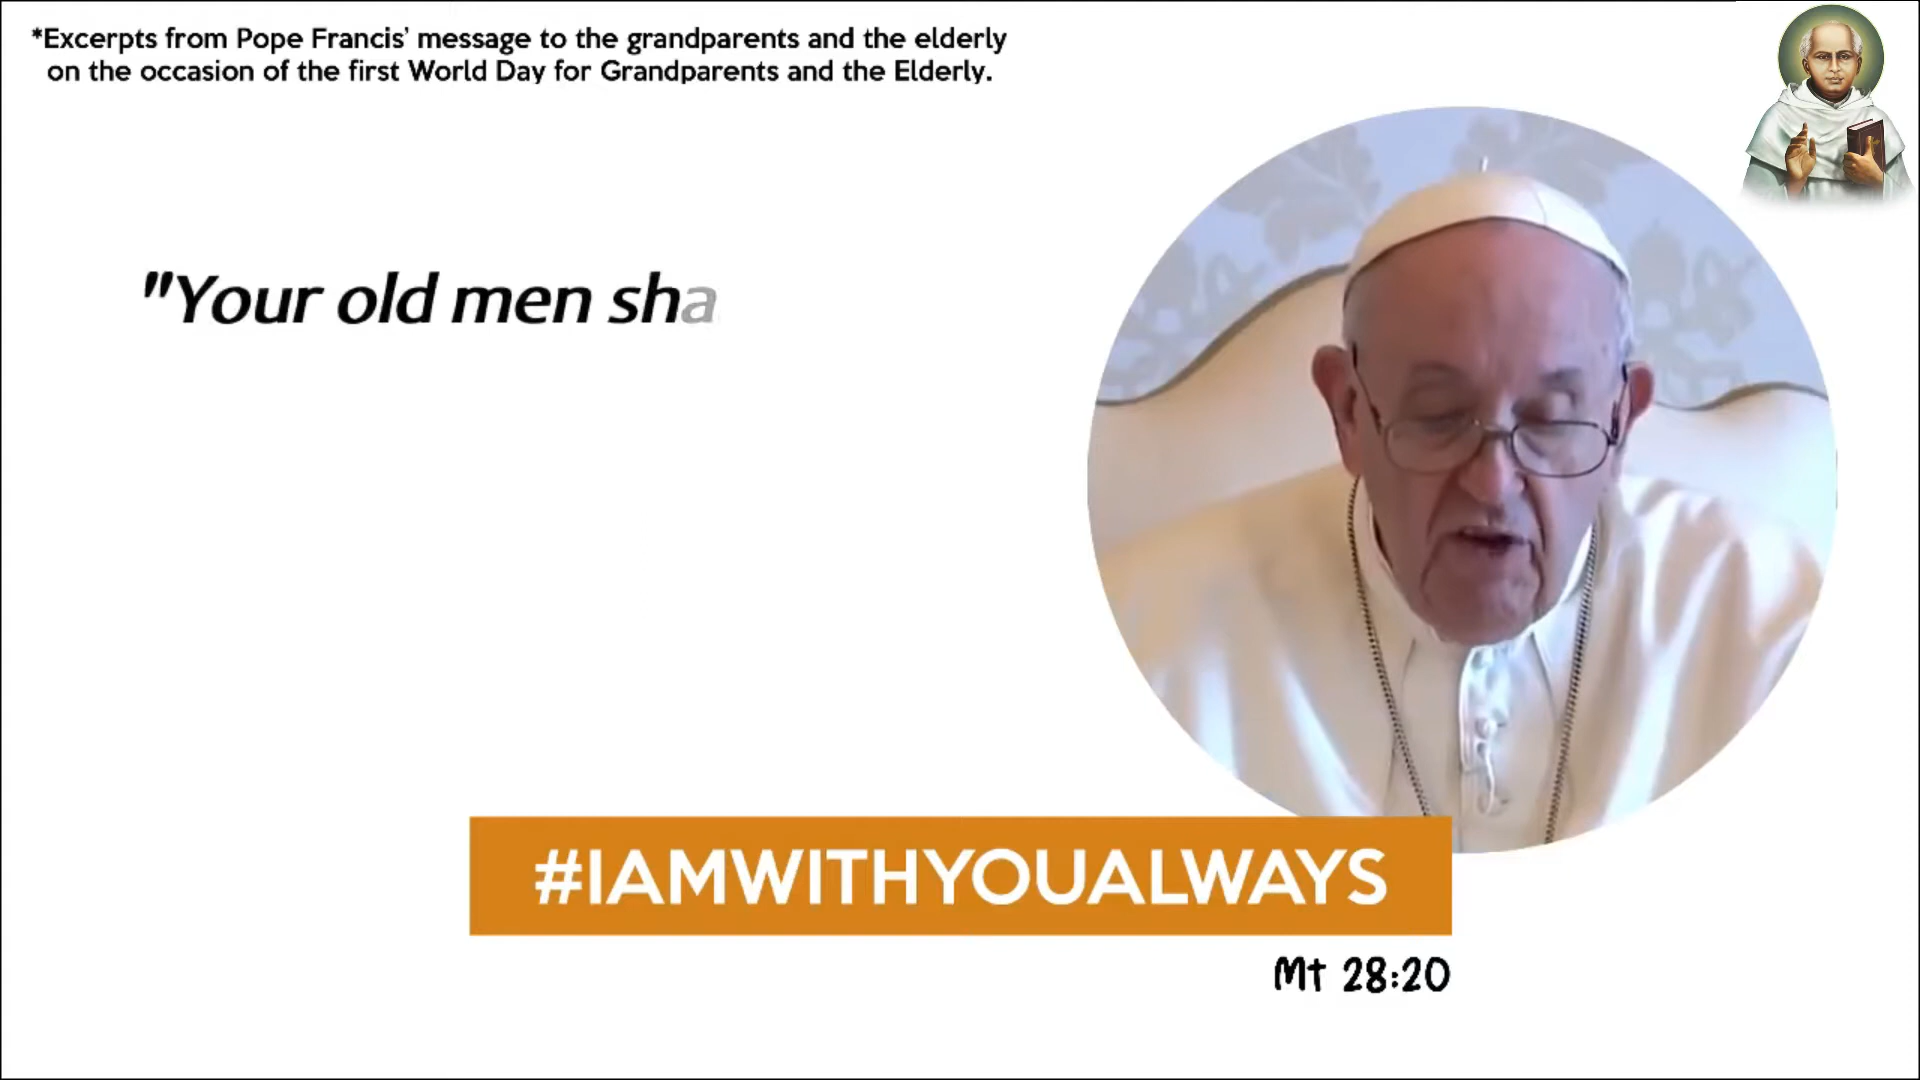 *Excerpts from Pope Francis' message to the grandparents and the elderly
on the occasion of the first World Day for Grandparents and the Elderly.
"Your old men sha
#IAMWITHYOUALWAYS
Mt 28:20